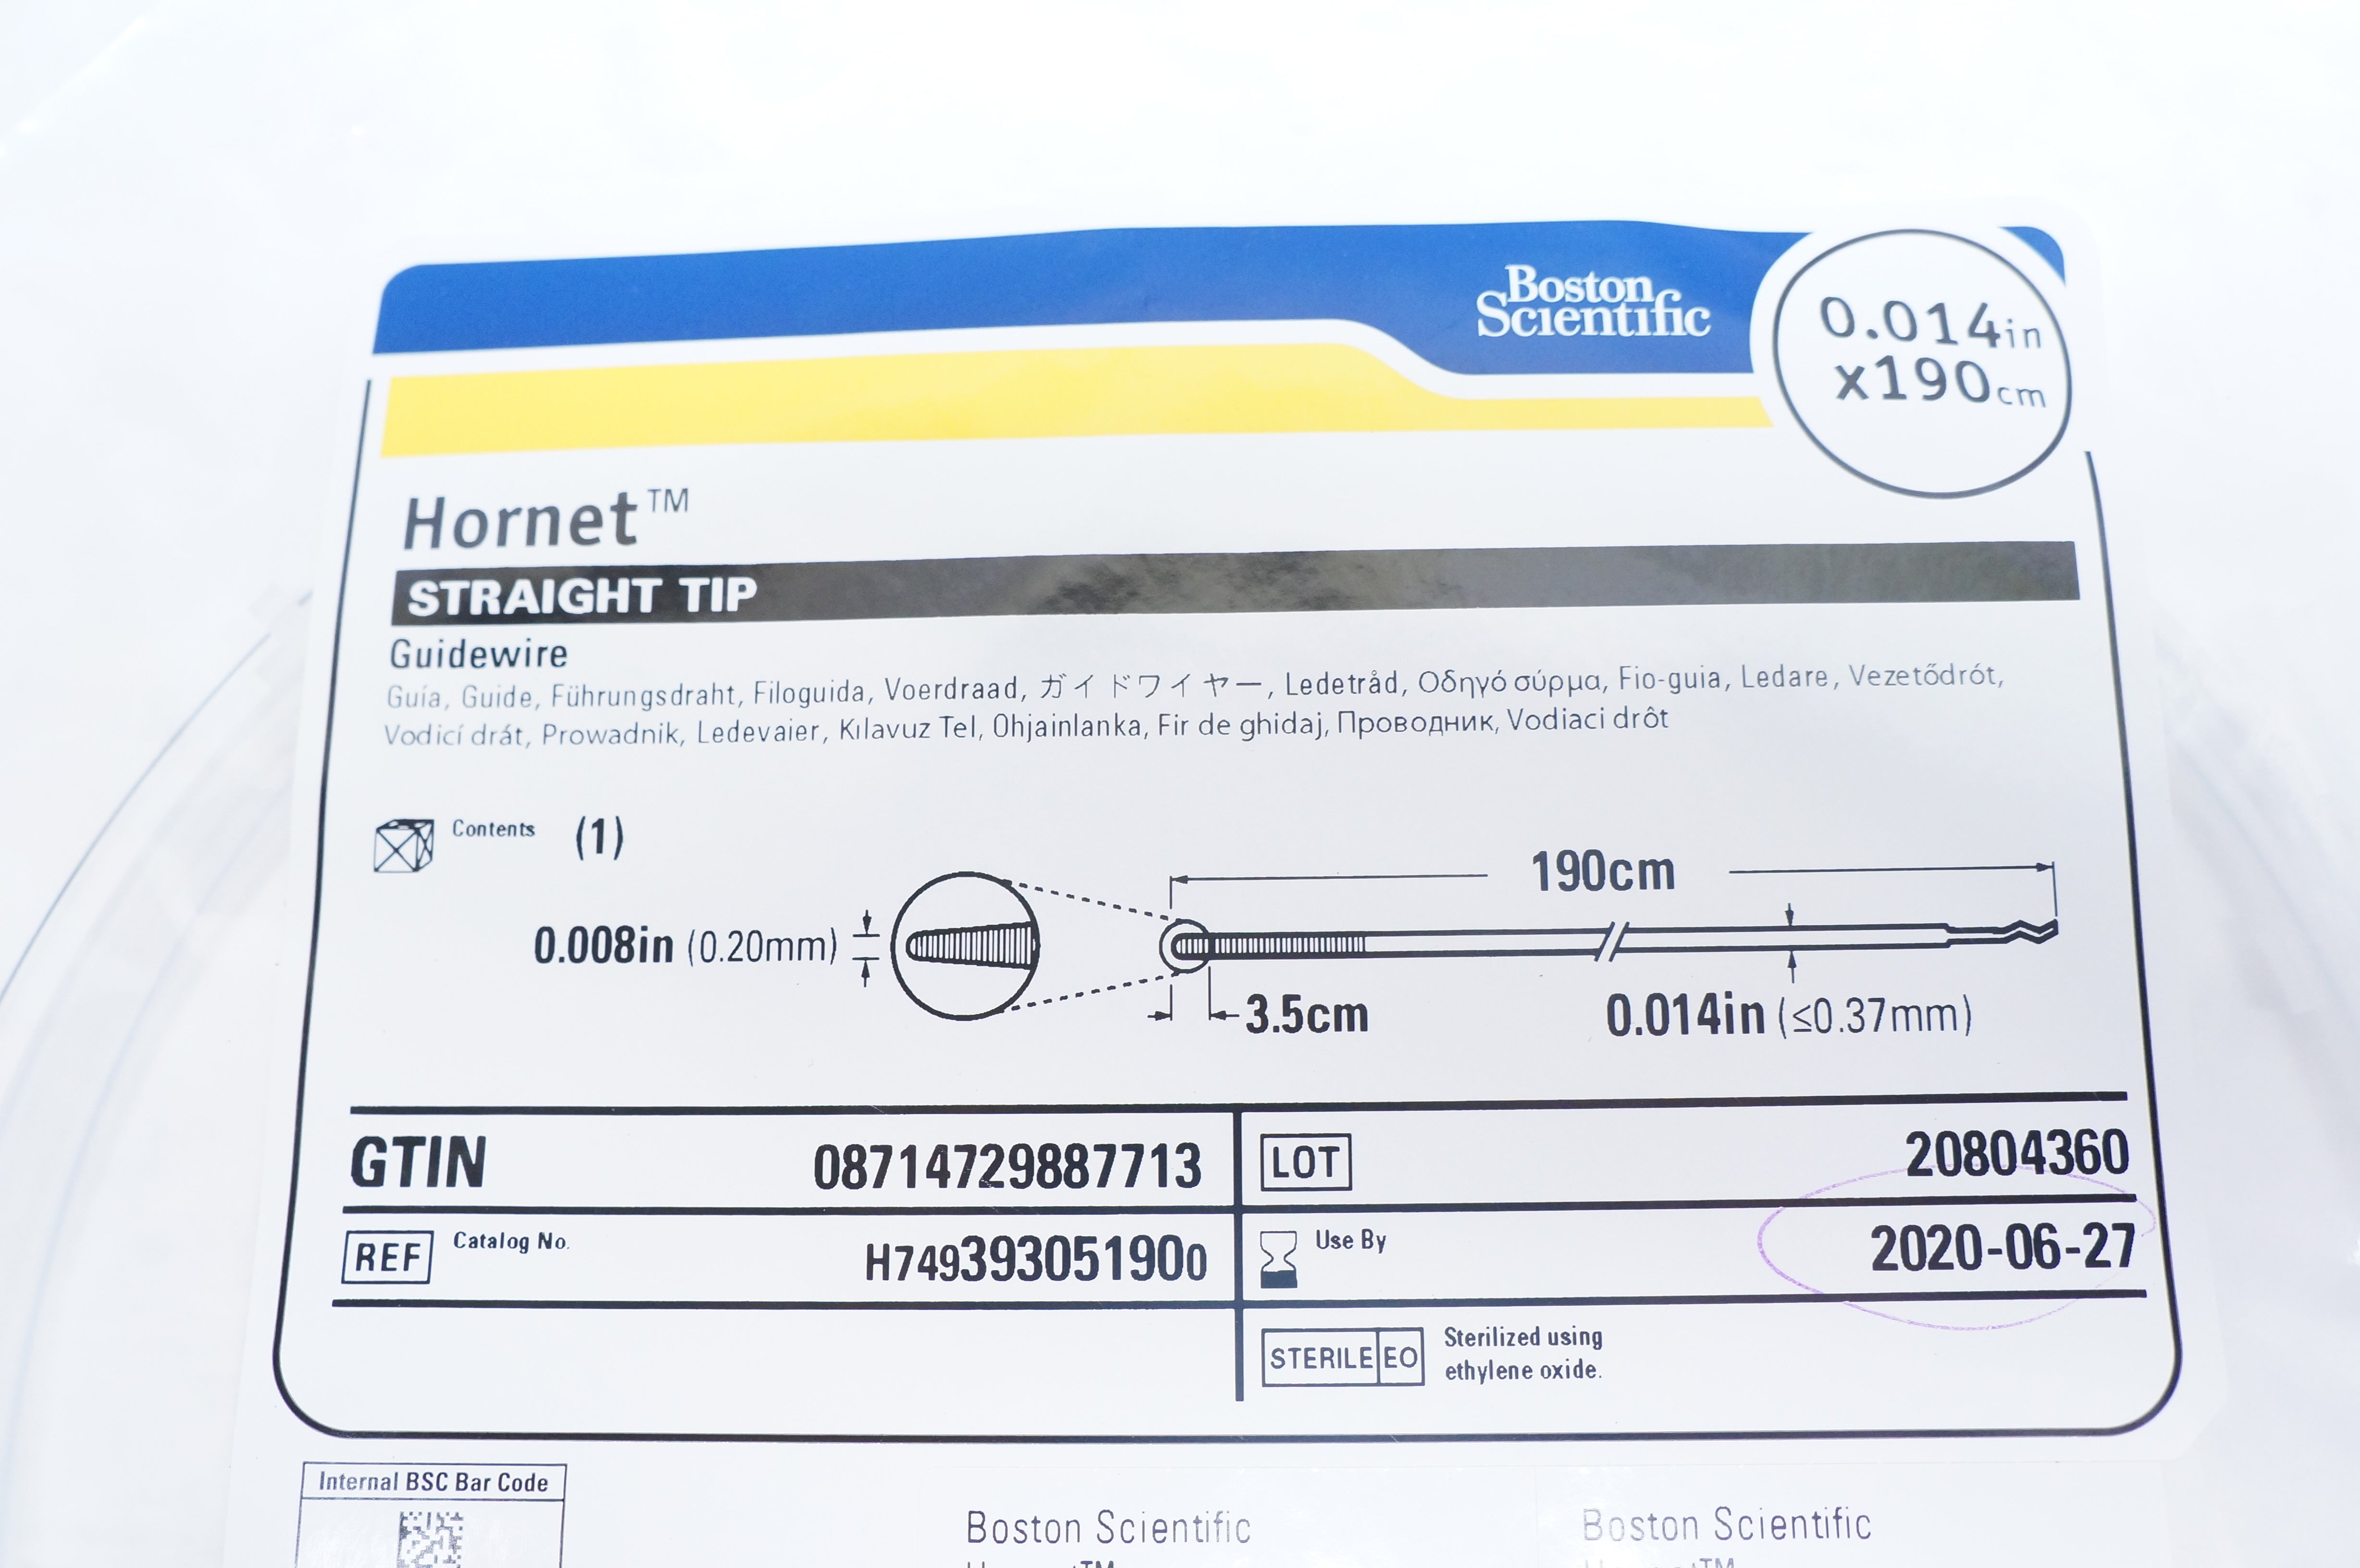 Boston
Scientific
0.014in
x190cm
Hornet™
STRAIGHT TIP
Guidewire
Guía, Guide, Führungsdraht, Filoguida, Voerdraad, ガイドワイヤー, Ledetråd, Οδηγό σύρμα, Fio-guia, Ledare, Vezetődrót,
Vodicí drát, Prowadnik, Ledevaier, Kılavuz Tel, Ohjainlanka, Fir de ghidaj, Проводник, Vodiaci drôt
Contents (1)
190cm
0.008in (0.20mm)
3.5cm
0.014in (≤0.37mm)
GTIN 08714729887713
LOT 20804360
REF Catalog No. H749393051900
Use By 2020-06-27
STERILE EO Sterilized using
ethylene oxide.
Internal BSC Bar Code
Boston Scientific
Boston Scientific